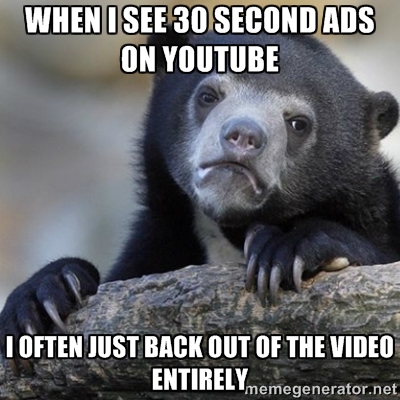 WHEN I SEE 30 SECOND ADS
ON YOUTUBE
I OFTEN JUST BACK OUT OF THE VIDEO
ENTIRELY
memegenerator.net